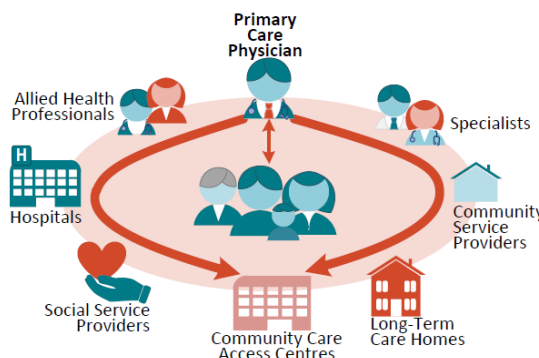 Primary
Care
Physician
Allied Health
Professionals
Specialists
H
Hospitals
Community
Service
Providers
Social Service
Providers
Community Care
Access Centres
Long-Term
Care Homes